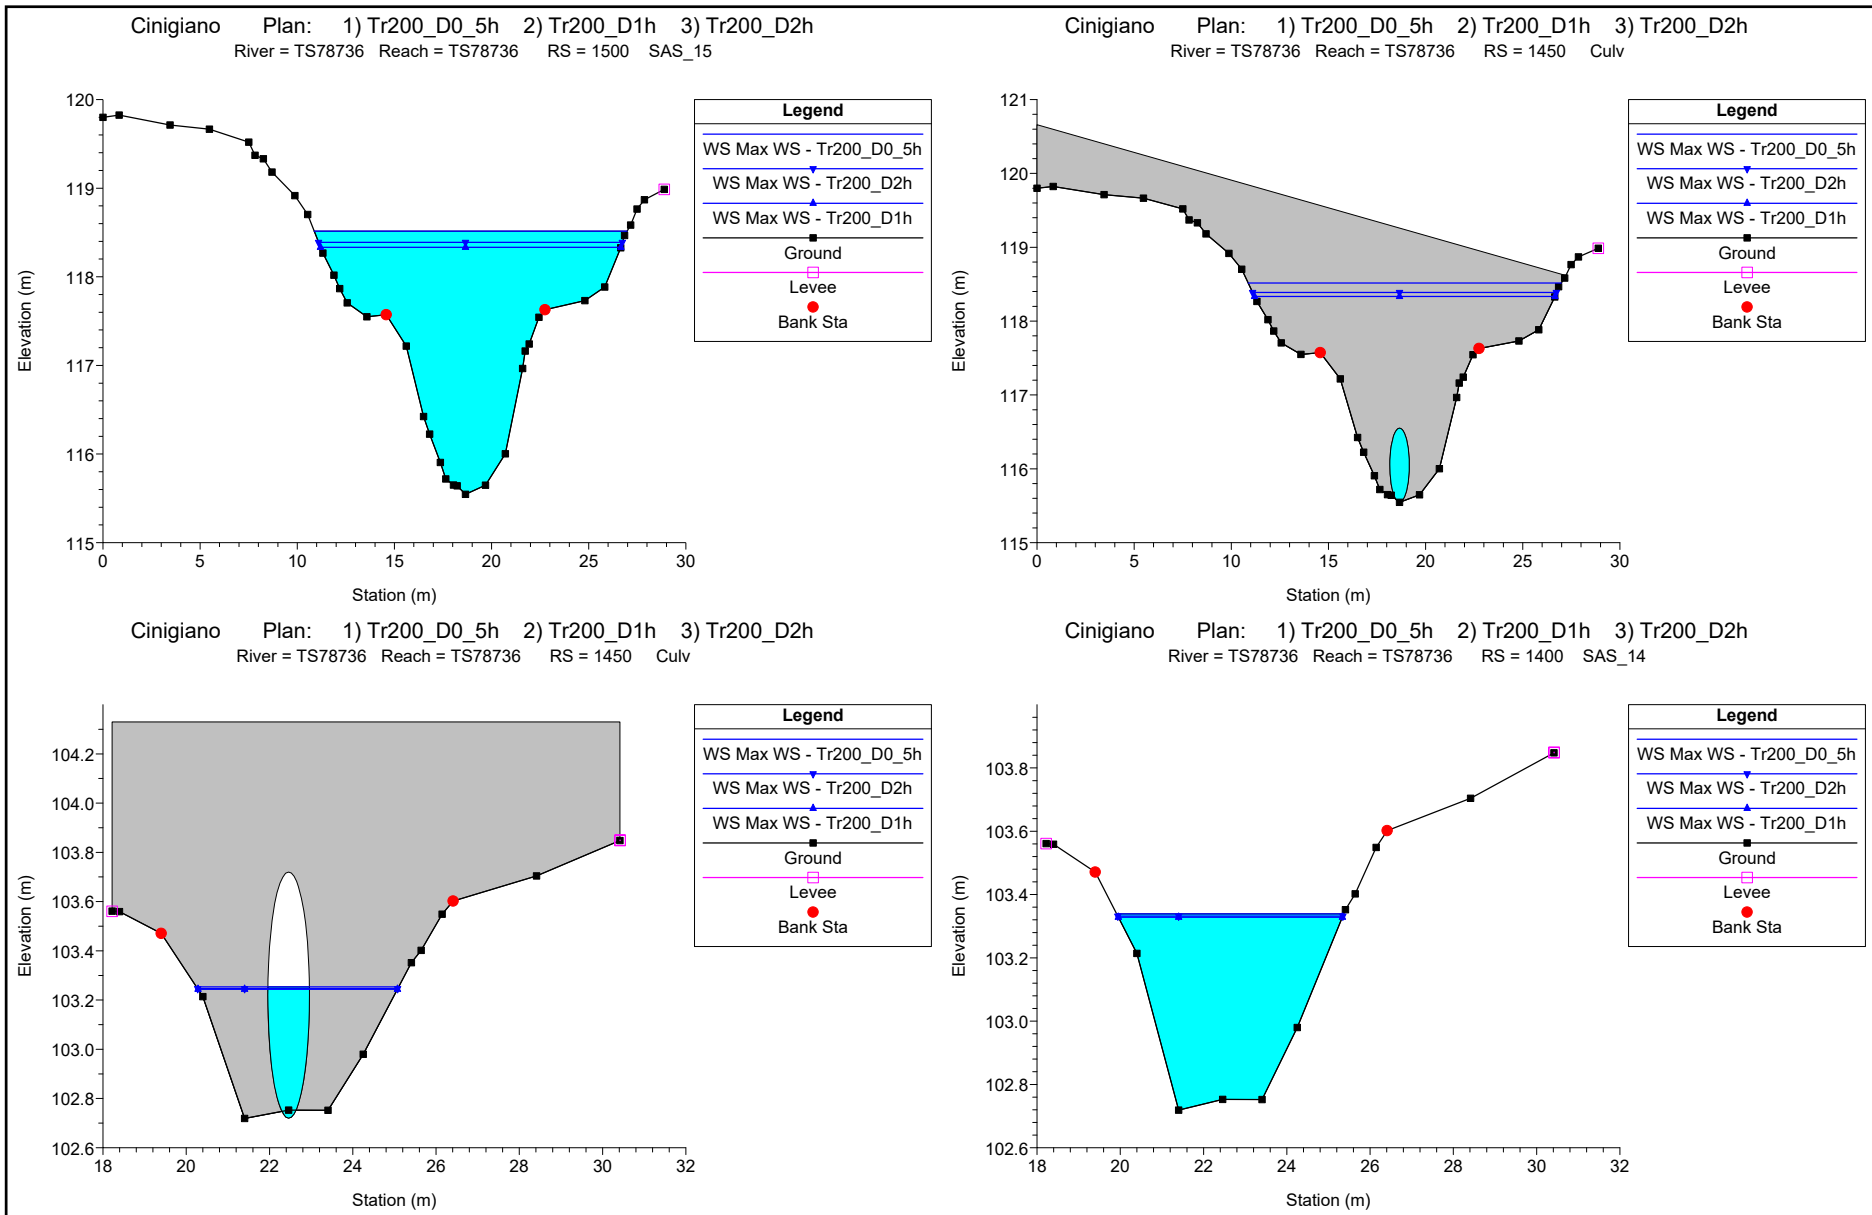 Cinigiano Plan: 1) Tr200_D0_5h 2) Tr200_D1h 3) Tr200_D2h
River = TS78736 Reach = TS78736 RS = 1500 SAS_15
120
119
118
117
116
115
Elevation (m)
0 5 10 15 20 25 30
Station (m)
Legend
WS Max WS - Tr200_D0_5h
WS Max WS - Tr200_D2h
WS Max WS - Tr200_D1h
Ground
Levee
Bank Sta
Cinigiano Plan: 1) Tr200_D0_5h 2) Tr200_D1h 3) Tr200_D2h
River = TS78736 Reach = TS78736 RS = 1450 Culv
121
120
119
118
117
116
115
Elevation (m)
0 5 10 15 20 25 30
Station (m)
Legend
WS Max WS - Tr200_D0_5h
WS Max WS - Tr200_D2h
WS Max WS - Tr200_D1h
Ground
Levee
Bank Sta
Cinigiano Plan: 1) Tr200_D0_5h 2) Tr200_D1h 3) Tr200_D2h
River = TS78736 Reach = TS78736 RS = 1450 Culv
104.2
104.0
103.8
103.6
103.4
103.2
103.0
102.8
102.6
Elevation (m)
18 20 22 24 26 28 30 32
Station (m)
Legend
WS Max WS - Tr200_D0_5h
WS Max WS - Tr200_D2h
WS Max WS - Tr200_D1h
Ground
Levee
Bank Sta
Cinigiano Plan: 1) Tr200_D0_5h 2) Tr200_D1h 3) Tr200_D2h
River = TS78736 Reach = TS78736 RS = 1400 SAS_14
103.8
103.6
103.4
103.2
103.0
102.8
102.6
Elevation (m)
18 20 22 24 26 28 30 32
Station (m)
Legend
WS Max WS - Tr200_D0_5h
WS Max WS - Tr200_D2h
WS Max WS - Tr200_D1h
Ground
Levee
Bank Sta